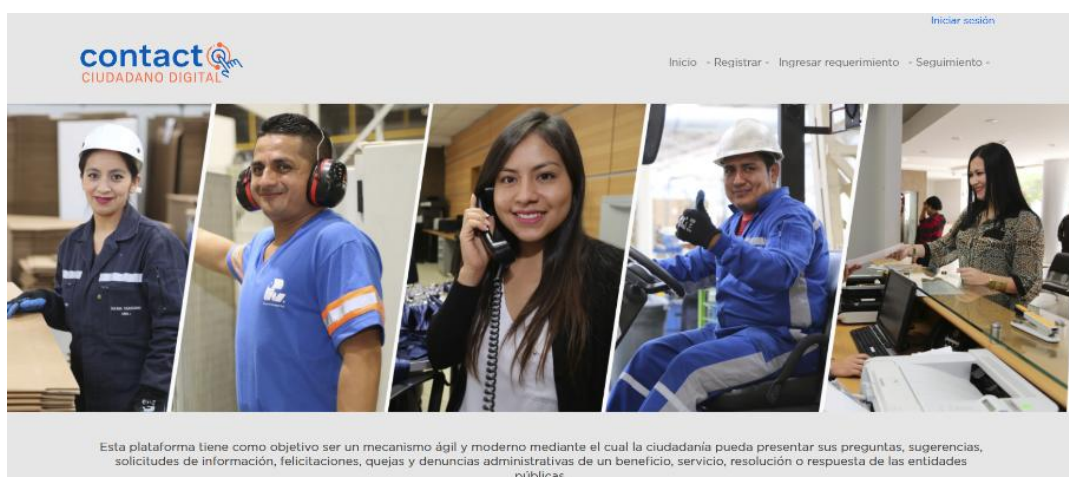 Iniciar sesión
contacto
CIUDADANO DIGITAL
Inicio - Registrar - Ingresar requerimiento - Seguimiento -
Esta plataforma tiene como objetivo ser un mecanismo ágil y moderno mediante el cual la ciudadanía pueda presentar sus preguntas, sugerencias,
solicitudes de información, felicitaciones, quejas y denuncias administrativas de un beneficio, servicio, resolución o respuesta de las entidades
públicas